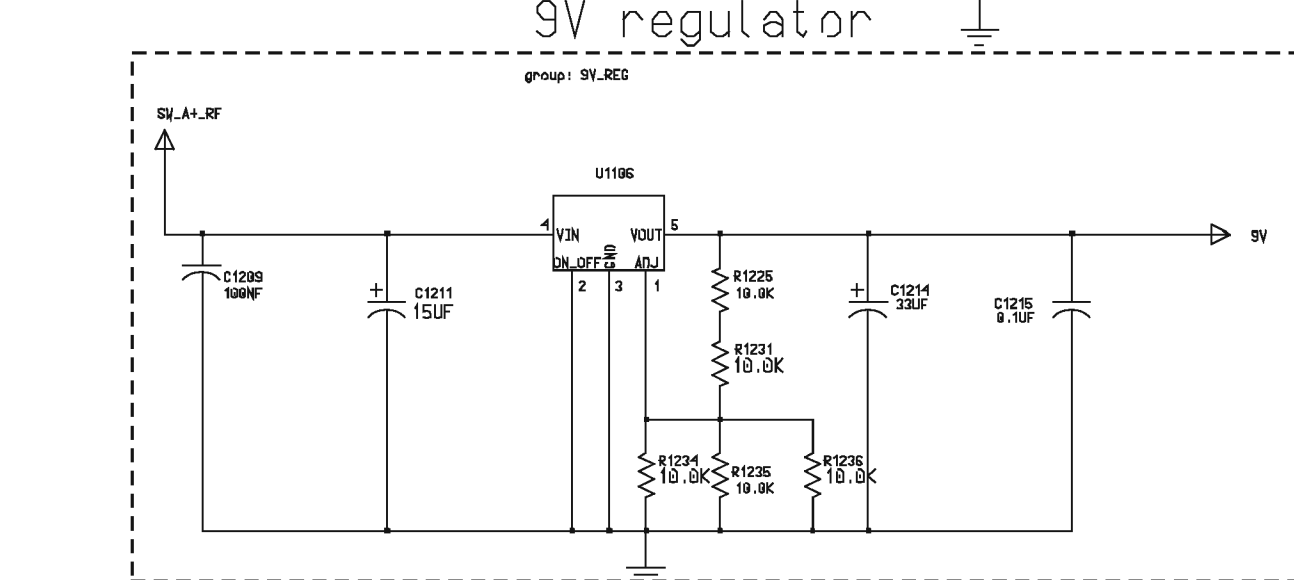 9V regulator
group: 9V_REG
SW_A+_RF
U1106
4
VIN
VOUT
5
9V
ON_OFF
GND
ADJ
2
3
1
C1209
100NF
C1211
15UF
R1225
10.0K
C1214
33UF
C1215
0.1UF
R1231
10.0K
R1234
10.0K
R1235
10.0K
R1236
10.0K